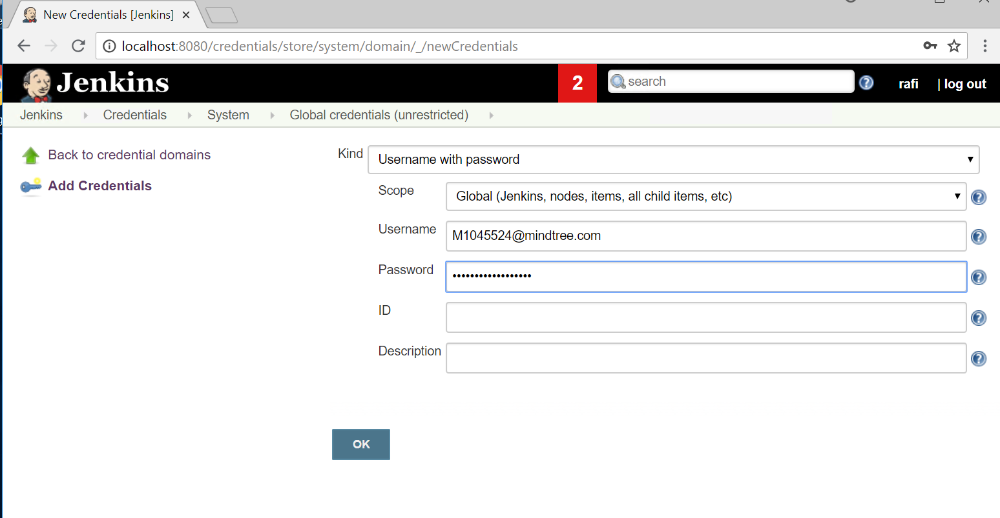 New Credentials [Jenkins]
localhost:8080/credentials/store/system/domain/_/newCredentials
Jenkins 2 search rafi | log out
Jenkins Credentials System Global credentials (unrestricted)
Back to credential domains
Add Credentials
Kind Username with password
Scope Global (Jenkins, nodes, items, all child items, etc)
Username M1045524@mindtree.com
Password ••••••••••••••••••
ID
Description
OK